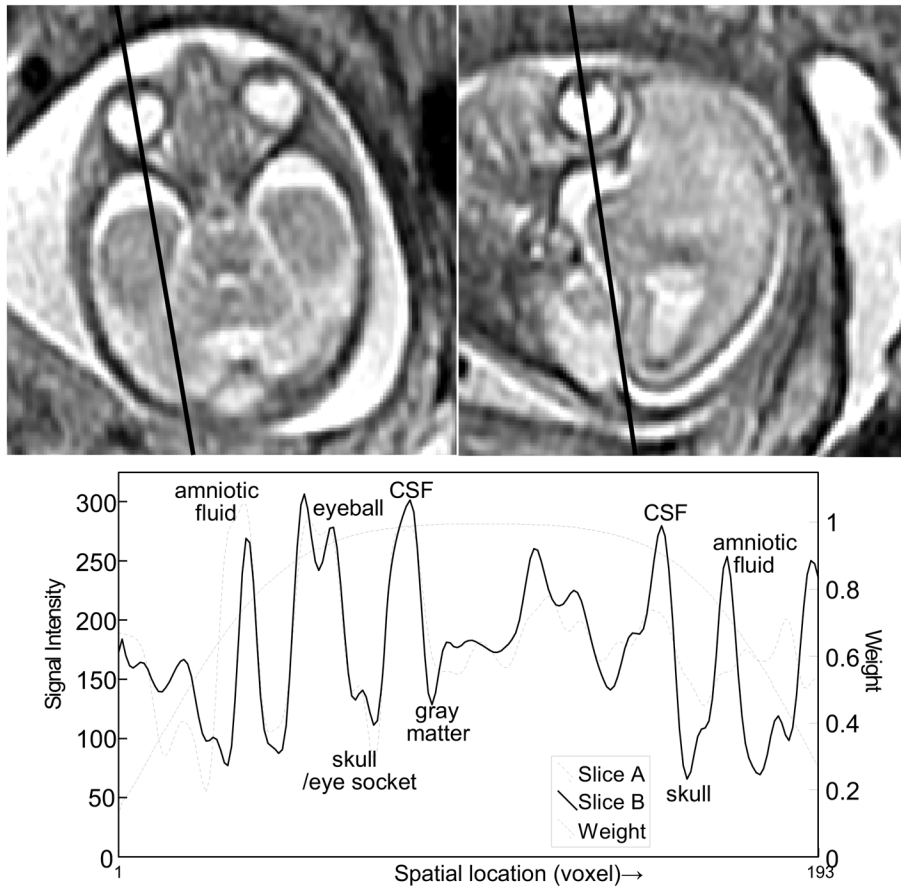 amniotic
fluid
eyeball
CSF
CSF
amniotic
fluid
gray
matter
skull
/eye socket
skull
Signal Intensity
300
250
200
150
100
50
0
Weight
1
0.8
0.6
0.4
0.2
0
Slice A
Slice B
Weight
1
Spatial location (voxel)→
193